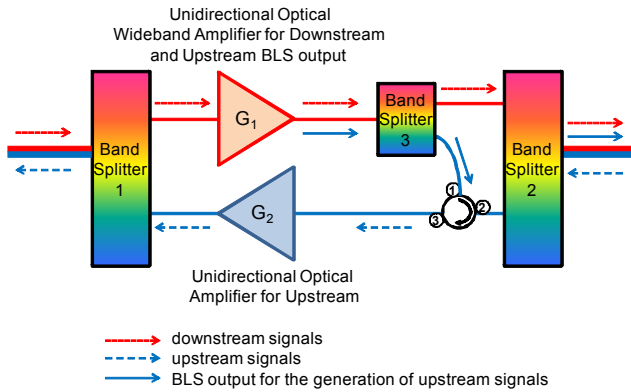 Unidirectional Optical
Wideband Amplifier for Downstream
and Upstream BLS output
Band
Splitter
1
G1
Band
Splitter
3
Band
Splitter
2
G2
1
2
3
Unidirectional Optical
Amplifier for Upstream
downstream signals
upstream signals
BLS output for the generation of upstream signals